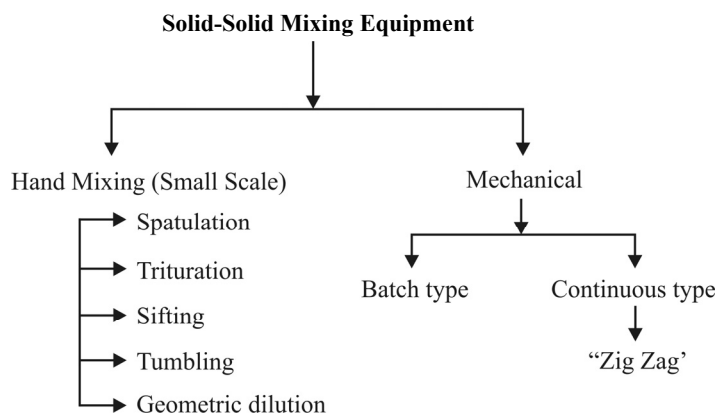 Solid-Solid Mixing Equipment
Hand Mixing (Small Scale)
Spatulation
Trituration
Sifting
Tumbling
Geometric dilution
Mechanical
Batch type
Continuous type
“Zig Zag’